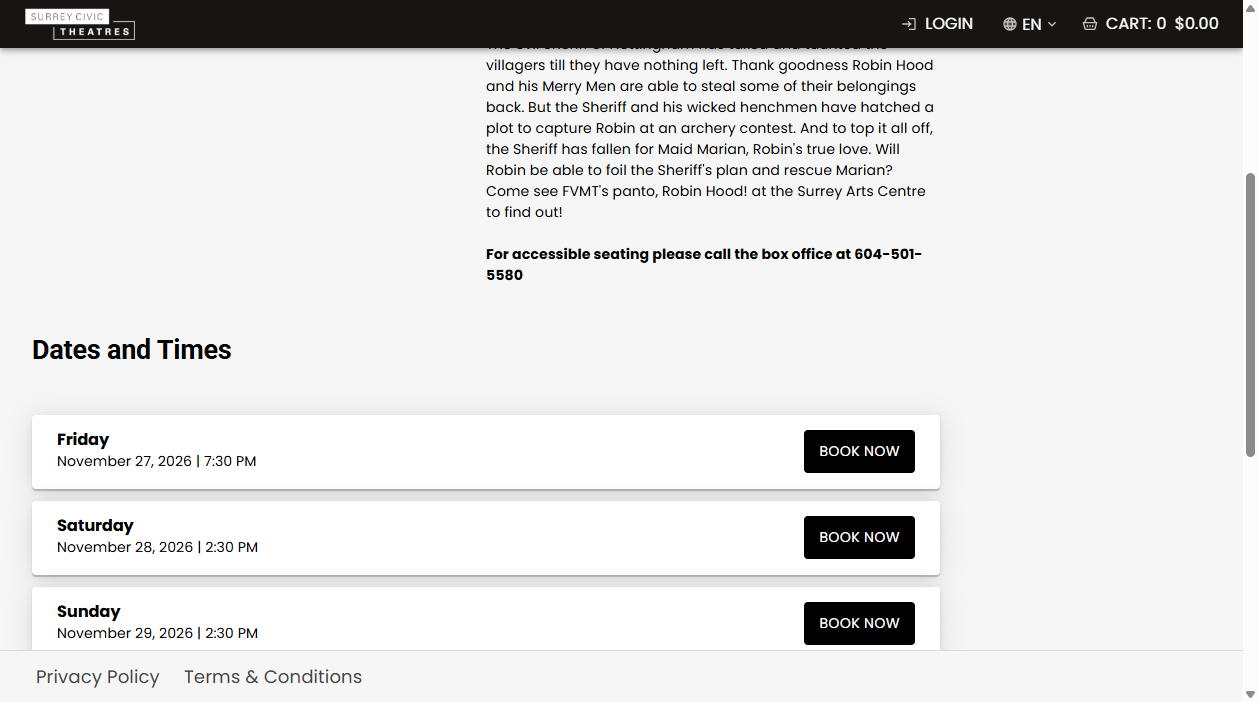 SURREY CIVIC
THEATRES
LOGIN
EN
CART: 0 $0.00
villagers till they have nothing left. Thank goodness Robin Hood
and his Merry Men are able to steal some of their belongings
back. But the Sheriff and his wicked henchmen have hatched a
plot to capture Robin at an archery contest. And to top it all off,
the Sheriff has fallen for Maid Marian, Robin's true love. Will
Robin be able to foil the Sheriff's plan and rescue Marian?
Come see FVMT's panto, Robin Hood! at the Surrey Arts Centre
to find out!
For accessible seating please call the box office at 604-501-
5580
Dates and Times
Friday
November 27, 2026 | 7:30 PM
BOOK NOW
Saturday
November 28, 2026 | 2:30 PM
BOOK NOW
Sunday
November 29, 2026 | 2:30 PM
BOOK NOW
Privacy Policy
Terms & Conditions